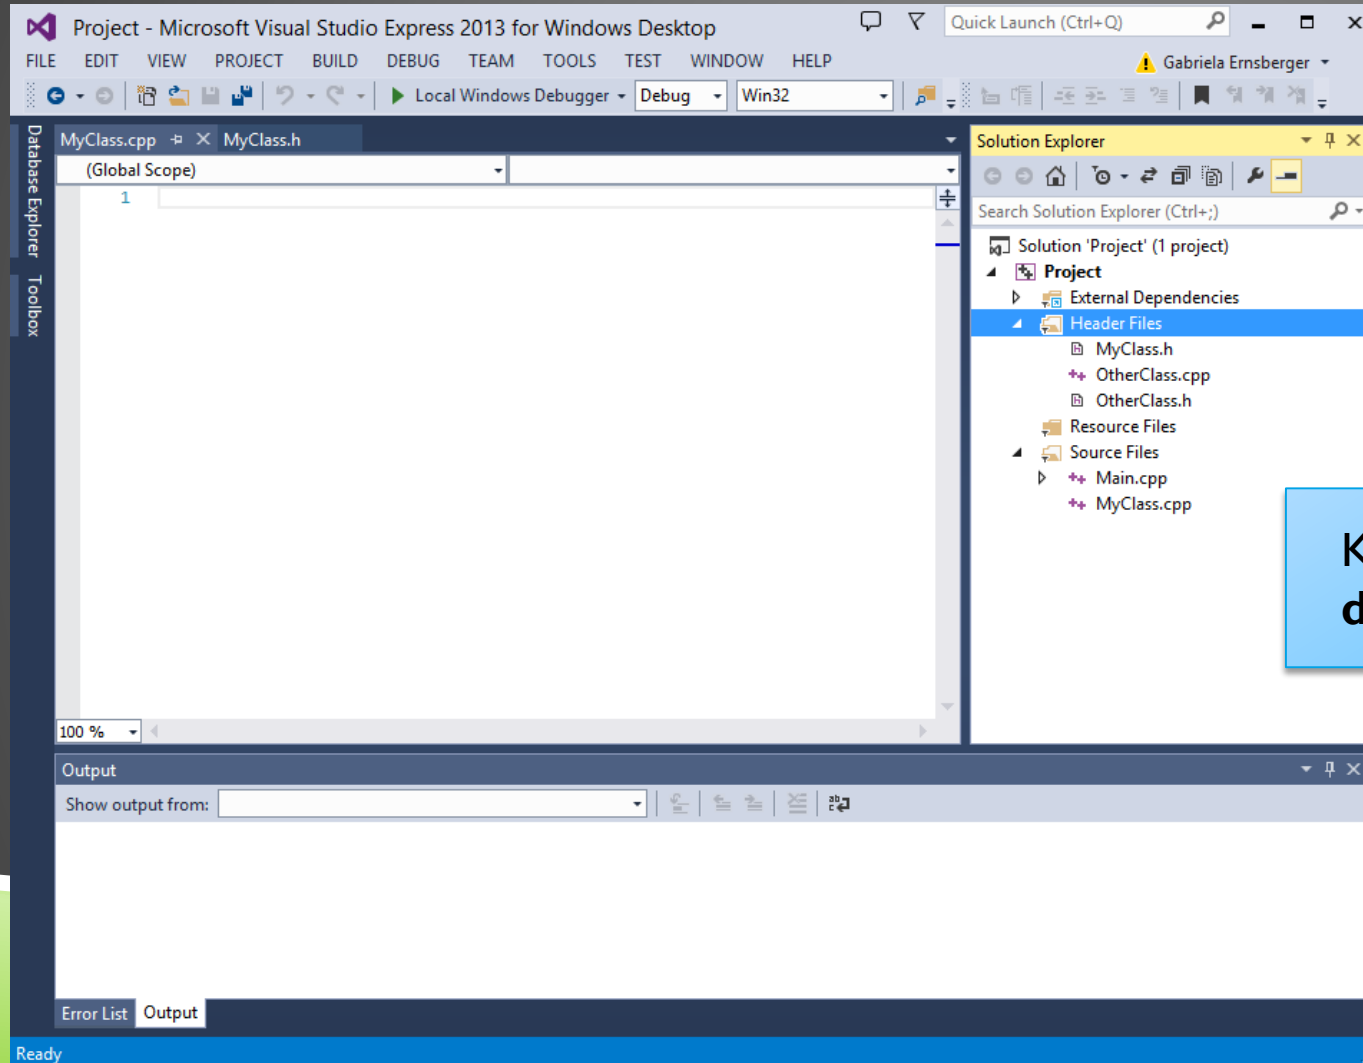 Project - Microsoft Visual Studio Express 2013 for Windows Desktop
Quick Launch (Ctrl+Q)
FILE EDIT VIEW PROJECT BUILD DEBUG TEAM TOOLS TEST WINDOW HELP
Gabriela Ernsberger
Local Windows Debugger Debug Win32
Database Explorer
Toolbox
MyClass.cpp MyClass.h
(Global Scope)
1
100 %
Solution Explorer
Search Solution Explorer (Ctrl+;)
Solution 'Project' (1 project)
Project
External Dependencies
Header Files
MyClass.h
OtherClass.cpp
OtherClass.h
Resource Files
Source Files
Main.cpp
MyClass.cpp
Output
Show output from:
Error List Output
Ready